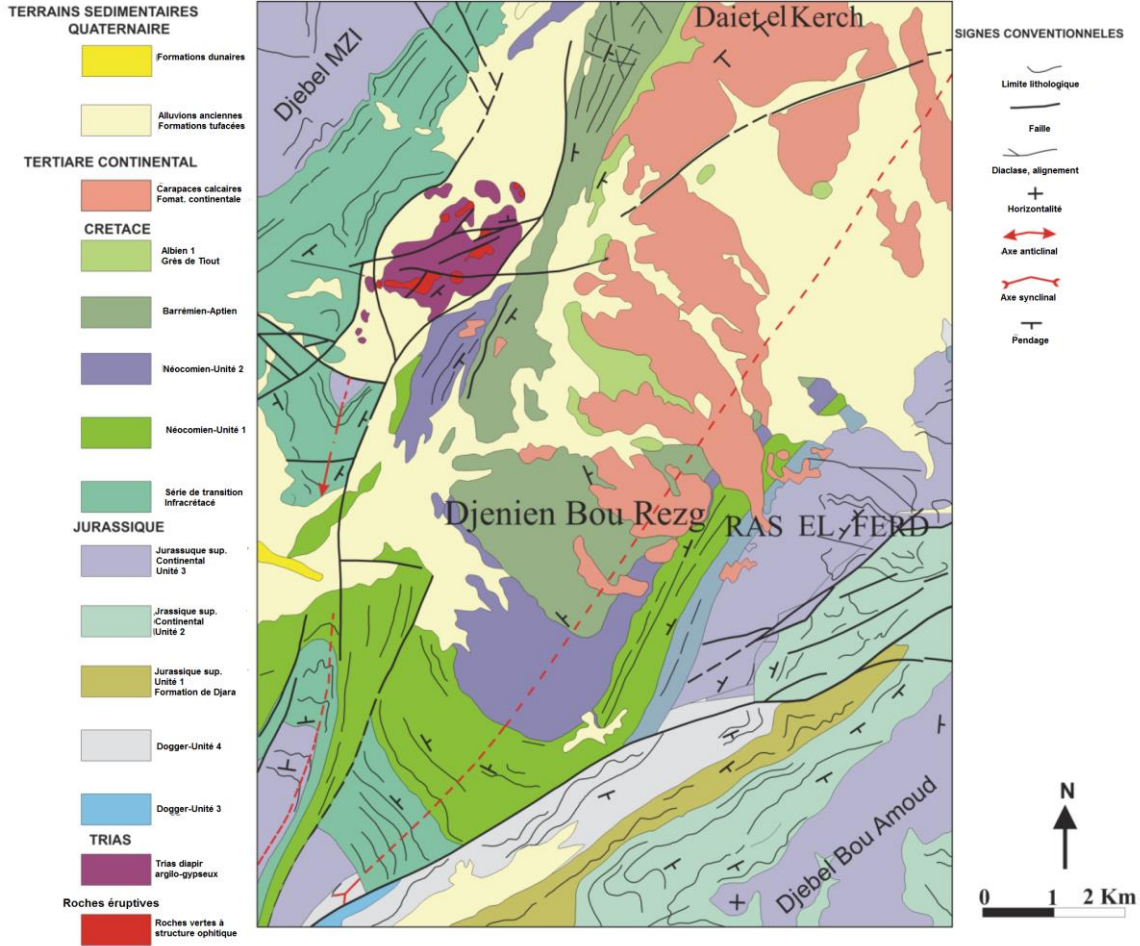 TERRAINS SEDIMENTAIRES
QUATERNAIRE
Formations dunaires
Alluvions anciennes
Formations tufacées
TERTIARE CONTINENTAL
Carapaces calcaires
Fomat. continentale
CRETACE
Albien 1
Grès de Tiout
Barrémien-Aptien
Néocomien-Unité 2
Néocomien-Unité 1
Série de transition
Infracrétacé
JURASSIQUE
Jurassuque sup.
Continental
Unité 3
Jrassique sup.
Continental
Unité 2
Jurassique sup.
Unité 1
Formation de Djara
Dogger-Unité 4
Dogger-Unité 3
TRIAS
Trias diapir
argilo-gypseux
Roches éruptives
Roches vertes à
structure ophitique
Djebel MZI
Daiet el Kerch
Djenien Bou Rezg
RAS EL FERD
Djebel Bou Amoud
SIGNES CONVENTIONNELES
Limite lithologique
Faille
Diaclase, alignement
Horizontalité
Axe anticlinal
Axe synclinal
Pendage
N
0 1 2 Km